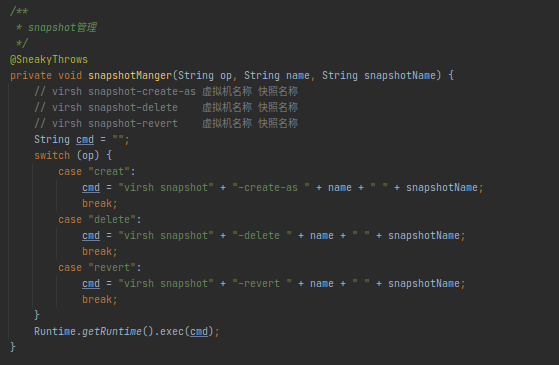 /**
 * snapshot管理
 */
@SneakyThrows
private void snapshotManger(String op, String name, String snapshotName) {
    // virsh snapshot-create-as 虚拟机名称 快照名称
    // virsh snapshot-delete    虚拟机名称 快照名称
    // virsh snapshot-revert    虚拟机名称 快照名称
    String cmd = "";
    switch (op) {
        case "creat":
            cmd = "virsh snapshot" + "-create-as " + name + " " + snapshotName;
            break;
        case "delete":
            cmd = "virsh snapshot" + "-delete " + name + " " + snapshotName;
            break;
        case "revert":
            cmd = "virsh snapshot" + "-revert " + name + " " + snapshotName;
            break;
    }
    Runtime.getRuntime().exec(cmd);
}